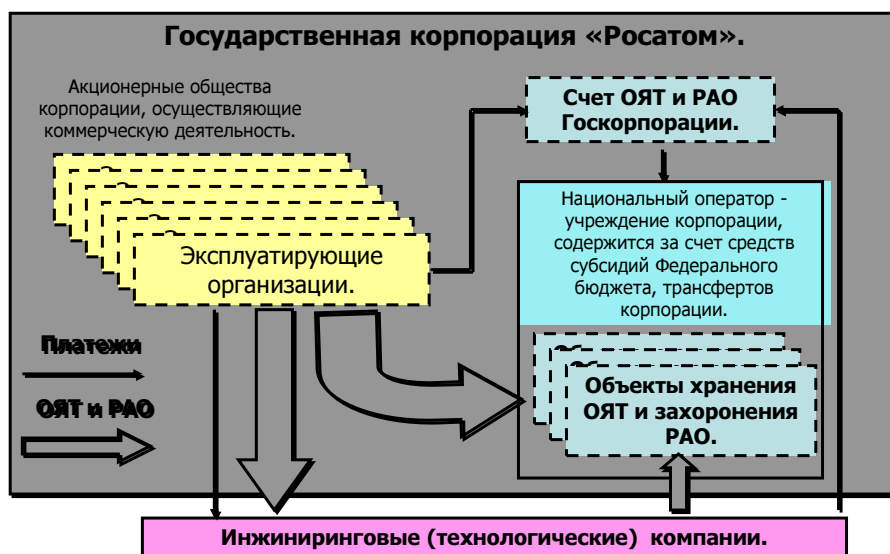 Государственная корпорация «Росатом».
Акционерные общества
корпорации, осуществляющие
коммерческую деятельность.
Счет ОЯТ и РАО
Госкорпорации.
Национальный оператор -
учреждение корпорации,
содержится за счет средств
субсидий Федерального
бюджета, трансфертов
корпорации.
Эксплуатирующие
организации.
Платежи
ОЯТ и РАО
Объекты хранения
ОЯТ и захоронения
РАО.
Инжиниринговые (технологические) компании.